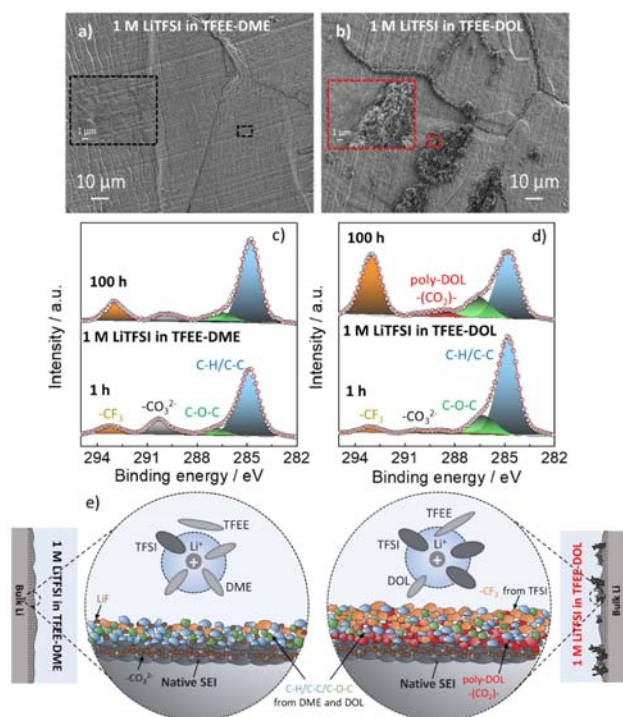 a)
1 M LiTFSI in TFEE-DME
1 μm
10 μm
b)
1 M LiTFSI in TFEE-DOL
1 μm
10 μm
c)
100 h
1 M LiTFSI in TFEE-DME
C-H/C-C
1 h
-CF3
-CO3 2-
C-O-C
Intensity / a.u.
294 291 288 285 282
Binding energy / eV
d)
100 h
poly-DOL
-(CO2)-
1 M LiTFSI in TFEE-DOL
C-H/C-C
1 h
-CF3
-CO3 2-
C-O-C
Intensity / a.u.
294 291 288 285 282
Binding energy / eV
e)
Bulk Li
1 M LiTFSI in TFEE-DME
TFEE
TFSI
Li+
+
DME
LiF
-CO3 2-
Native SEI
C-H/C-C/C-O-C
from DME and DOL
TFEE
TFSI
Li+
+
DOL
-CF3 from TFSI
Native SEI
poly-DOL
-(CO2)-
1 M LiTFSI in TFEE-DOL
Bulk Li